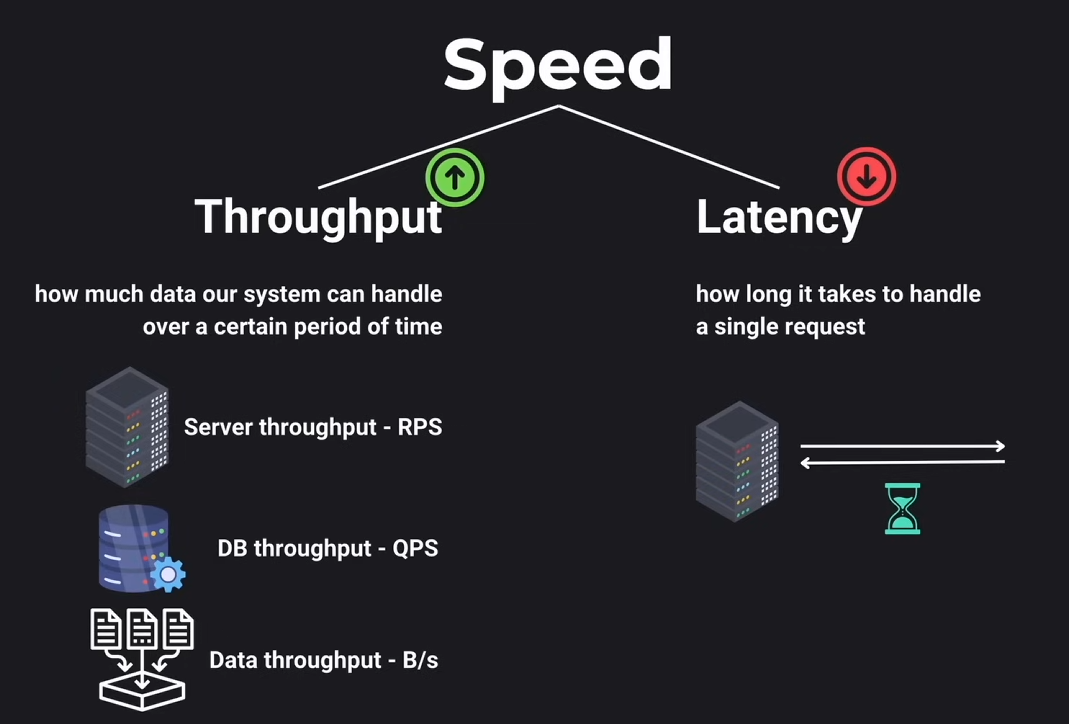 Speed
Throughput
how much data our system can handle
over a certain period of time
Server throughput - RPS
DB throughput - QPS
Data throughput - B/s
Latency
how long it takes to handle
a single request